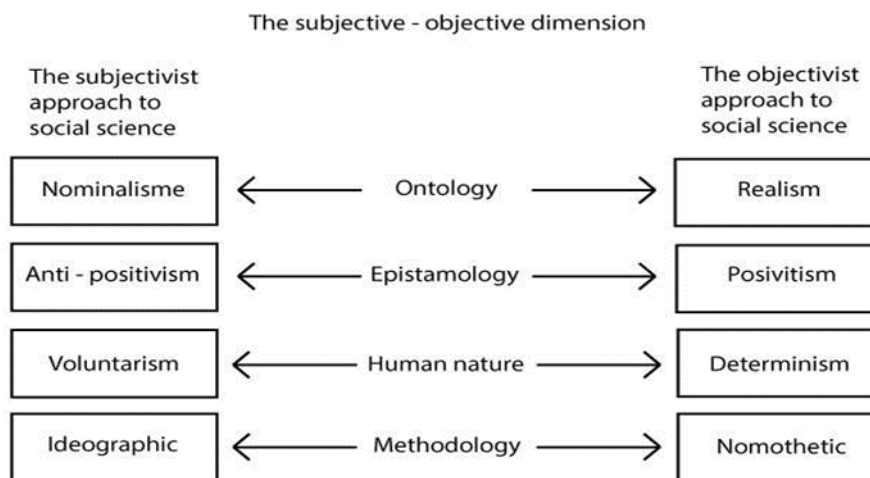 The subjective - objective dimension
The subjectivist
approach to
social science
The objectivist
approach to
social science
Nominalisme
Ontology
Realism
Anti - positivism
Epistamology
Posivitism
Voluntarism
Human nature
Determinism
Ideographic
Methodology
Nomothetic